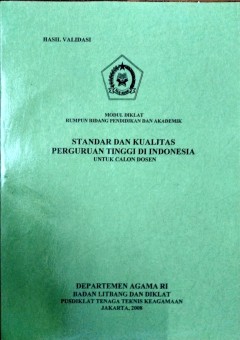 HASIL VALIDASI
MODUL DIKLAT
RUMPUN BIDANG PENDIDIKAN DAN AKADEMIK
STANDAR DAN KUALITAS
PERGURUAN TINGGI DI INDONESIA
UNTUK CALON DOSEN
DEPARTEMEN AGAMA RI
BADAN LITBANG DAN DIKLAT
PUSDIKLAT TENAGA TEKNIS KEAGAMAAN
JAKARTA, 2008